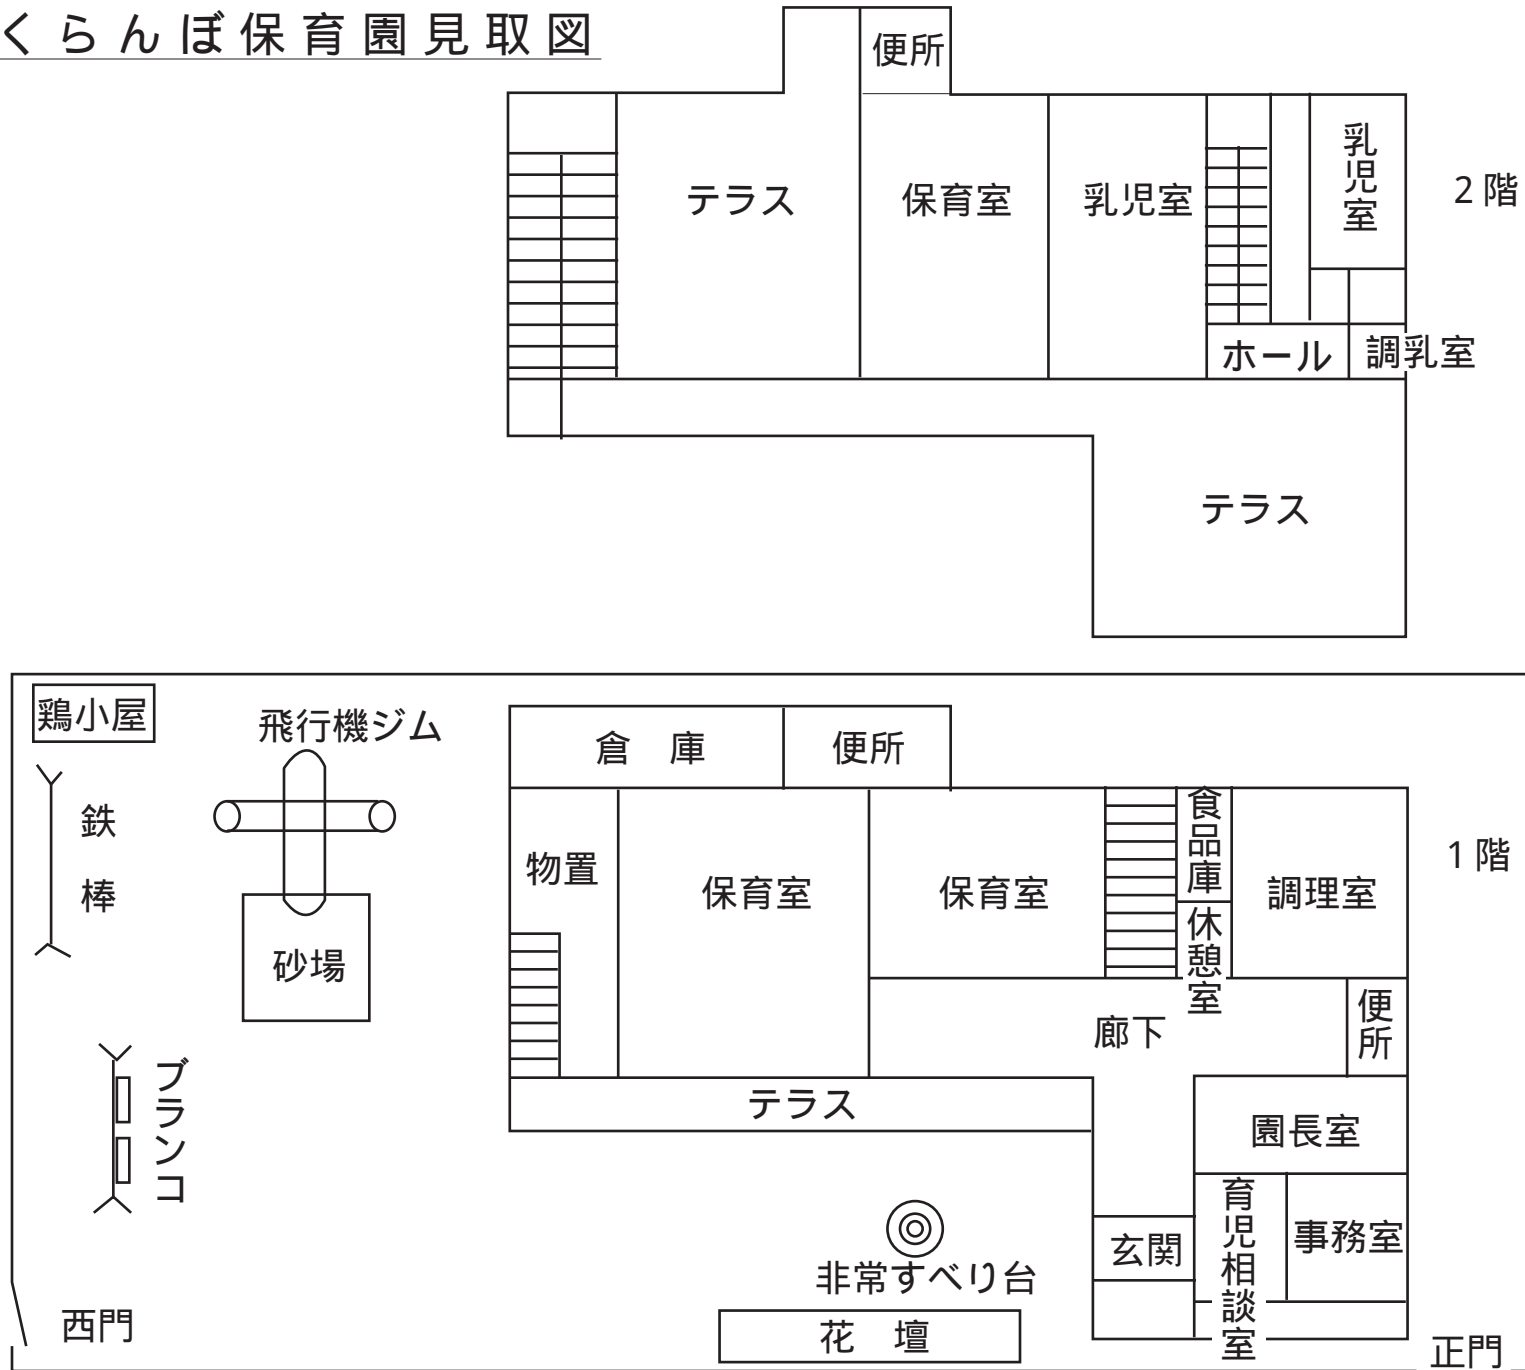 くらんぼ保育園見取図
便所
テラス
保育室
乳児室
乳児室
2階
ホール
調乳室
テラス
鶏小屋
飛行機ジム
鉄棒
砂場
ブランコ
西門
倉 庫
便所
物置
保育室
保育室
食品庫
休憩室
調理室
1階
廊下
便所
テラス
園長室
育児相談室
事務室
玄関
非常すべり台
花 壇
正門